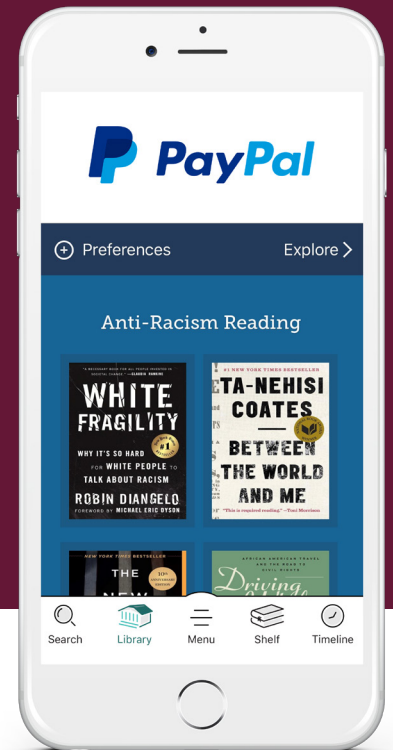 PayPal
Preferences
Explore
Anti-Racism Reading
"A NECESSARY BOOK FOR ALL PEOPLE INVESTED IN
SOCIETAL CHANGE." —CLAUDIA RANKINE
WHITE
FRAGILITY
#1
WHY IT'S SO HARD
FOR WHITE PEOPLE TO
TALK ABOUT RACISM
ROBIN DIANGELO
FOREWORD BY MICHAEL ERIC DYSON
#1 NEW YORK TIMES BESTSELLER
TA-NEHISI
COATES
BETWEEN
THE WORLD
AND ME
"This is required reading." —Toni Morrison
NEW YORK TIMES BESTSELLER
THE
NEW
10TH
ANNIVERSARY
EDITION
AFRICAN AMERICAN TRAVEL
AND THE ROAD TO
CIVIL RIGHTS
Driving
Search
Library
Menu
Shelf
Timeline